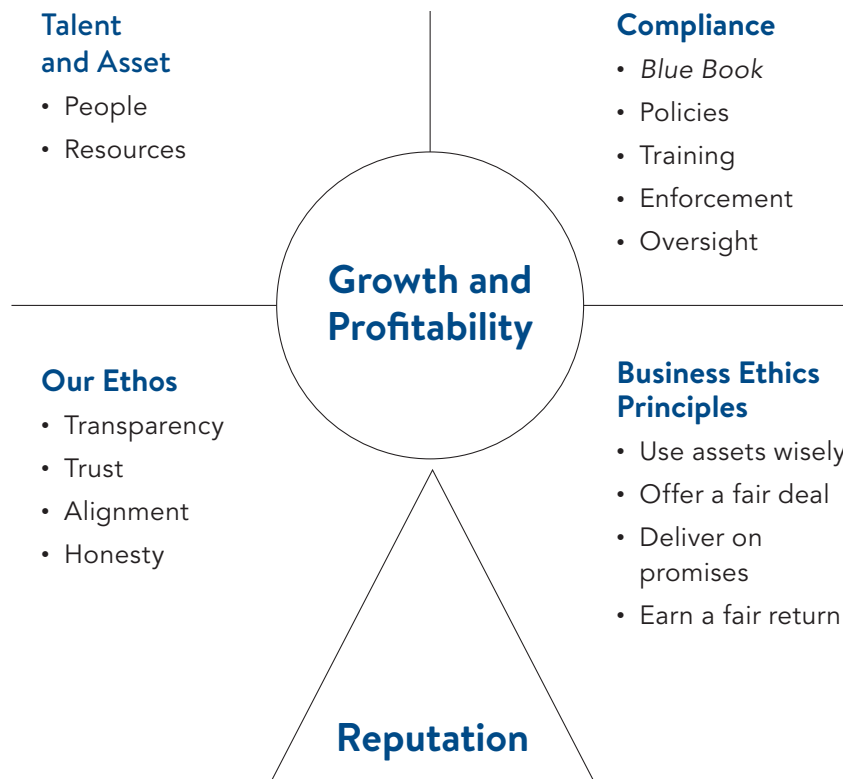 Talent
and Asset
• People
• Resources
Compliance
• Blue Book
• Policies
• Training
• Enforcement
• Oversight
Growth and
Profitability
Our Ethos
• Transparency
• Trust
• Alignment
• Honesty
Business Ethics
Principles
• Use assets wisely
• Offer a fair deal
• Deliver on
promises
• Earn a fair return
Reputation